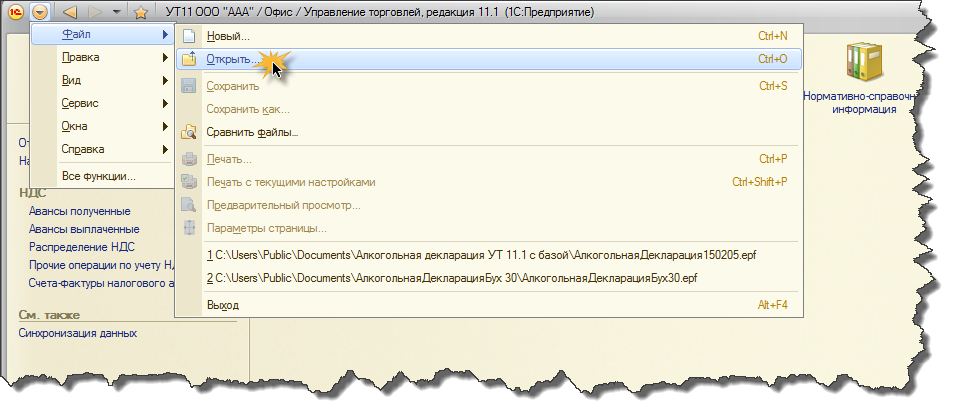 1С УТ11 ООО "ААА" / Офис / Управление торговлей, редакция 11.1 (1С:Предприятие)
Файл
Правка
Вид
Сервис
Окна
Справка
Все функции...
Новый... Ctrl+N
Открыть... Ctrl+O
Сохранить Ctrl+S
Сохранить как...
Сравнить файлы...
Печать... Ctrl+P
Печать с текущими настройками Ctrl+Shift+P
Предварительный просмотр...
Параметры страницы...
1 C:\Users\Public\Documents\Алкогольная декларация УТ 11.1 с базой\АлкогольнаяДекларация150205.epf
2 C:\Users\Public\Documents\АлкогольнаяДекларацияБух 30\АлкогольнаяДекларацияБух30.epf
Выход Alt+F4
Нормативно-справочн
информация
От
На
НДС
Авансы полученные
Авансы выплаченные
Распределение НДС
Прочие операции по учету НД
Счета-фактуры налогового а
См. также
Синхронизация данных